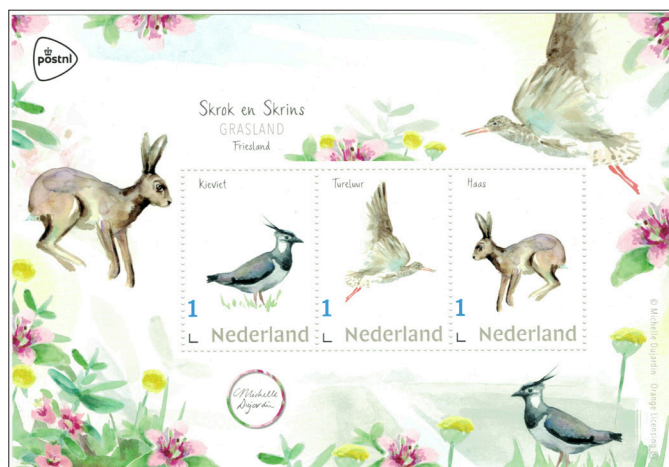 postnl
Skrok en Skrins
GRASLAND
Friesland
Kieviet
Tureluur
Haas
1
Nederland
1
Nederland
1
Nederland
©Michelle
Dujardin
© Michelle Dujardin Orange Licensing